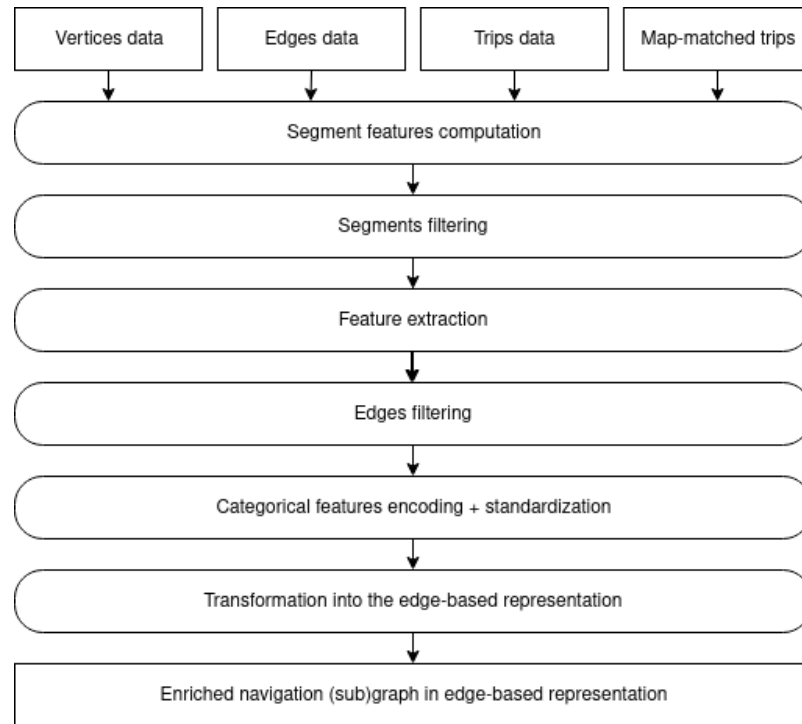 Vertices data
Edges data
Trips data
Map-matched trips
Segment features computation
Segments filtering
Feature extraction
Edges filtering
Categorical features encoding + standardization
Transformation into the edge-based representation
Enriched navigation (sub)graph in edge-based representation